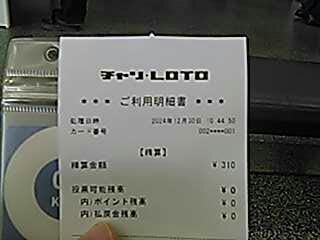 チャリ・LOTO
*** ご利用明細書 ***
処理日時 2024年12月30日 10:44:50
カード番号 002****001
【精算】
精算金額 ¥310
投票可能残高 ¥0
内)ポイント残高 ¥0
内)払戻金残高 ¥0